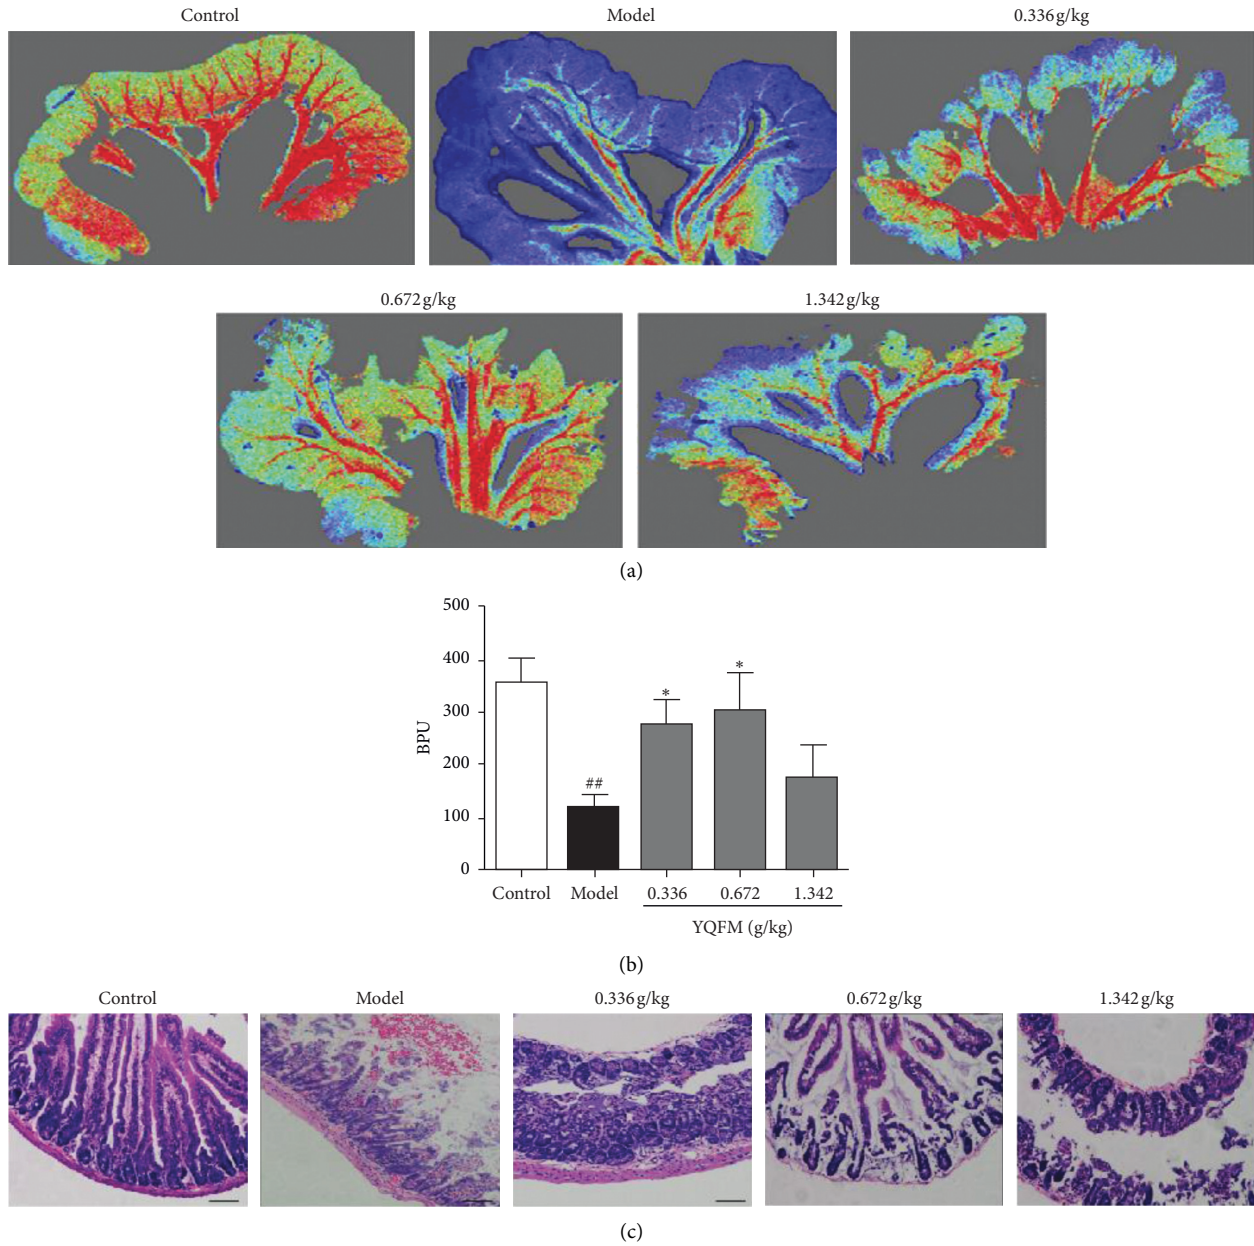 Control Model 0.336 g/kg
0.672 g/kg 1.342 g/kg
(a)
500
400
300
200
100
0
BPU
##
*
*
Control Model 0.336 0.672 1.342
YQFM (g/kg)
(b)
Control Model 0.336 g/kg 0.672 g/kg 1.342 g/kg
(c)